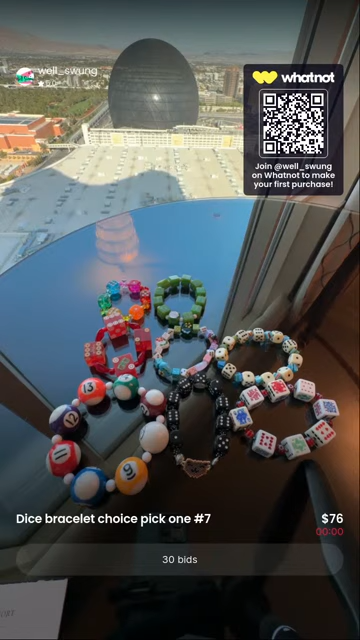 well_swung
whatnot
Join @well_swung
on Whatnot to make
your first purchase!
13
12
11
9
Dice bracelet choice pick one #7
$76
00:00
30 bids